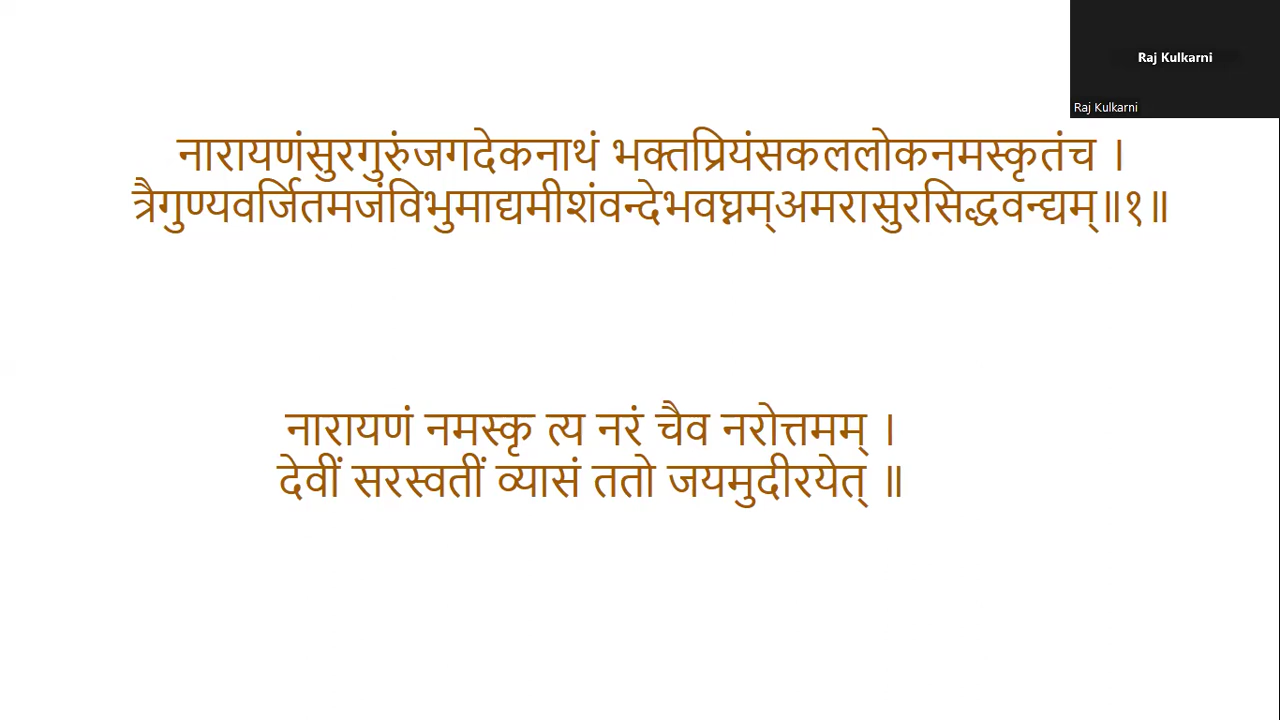 Raj Kulkarni
Raj Kulkarni
नारायणंसुरगुरुंजगदेकनाथं भक्तप्रियंसकललोकनमस्कृतंच ।
त्रैगुण्यवर्जितमजंविभुमाद्यमीशंवन्देभवघ्नम्अमरासुरसिद्धवन्द्यम्॥१॥
नारायणं नमस्कृ त्य नरं चैव नरोत्तमम् ।
देवीं सरस्वतीं व्यासं ततो जयमुदीरयेत् ॥